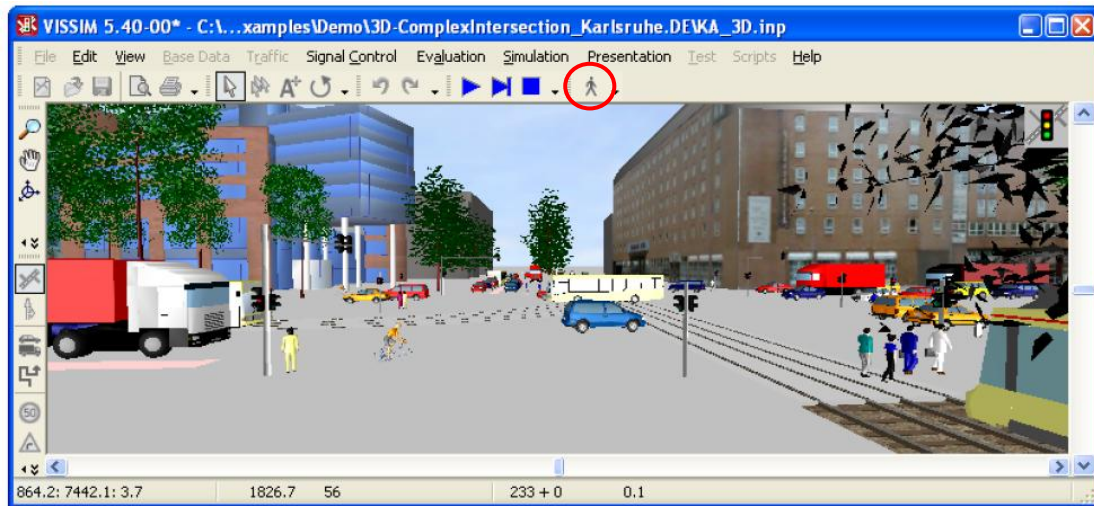 VISSIM 5.40-00* - C:\...xamples\Demo\3D-ComplexIntersection_Karlsruhe.DE\KA_3D.inp
File Edit View Base Data Traffic Signal Control Evaluation Simulation Presentation Test Scripts Help
A+
50
864.2: 7442.1: 3.7 1826.7 56 233 + 0 0.1